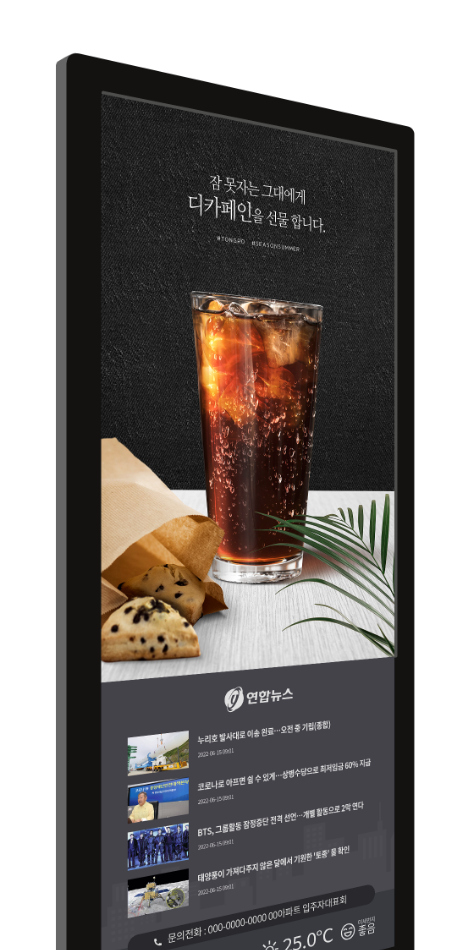 잠 못자는 그대에게
디카페인을 선물 합니다.
#TONGRO #SEASONSUMMER
연합뉴스
누리호 발사대로 이송 완료…오전 중 기립(종합)
2022-06-15 09:01
코로나로 아프면 쉴 수 있게…상병수당으로 최저임금 60% 지급
2022-06-15 09:01
BTS, 그룹활동 잠정중단 전격 선언…개별 활동으로 2막 연다
2022-06-15 09:01
태양풍이 가져다주지 않은 달에서 기원한 '토종' 물 확인
2022-06-15 09:01
문의전화 : 000-0000-0000 00아파트 입주자대표회
25.0°C 미세먼지 좋음